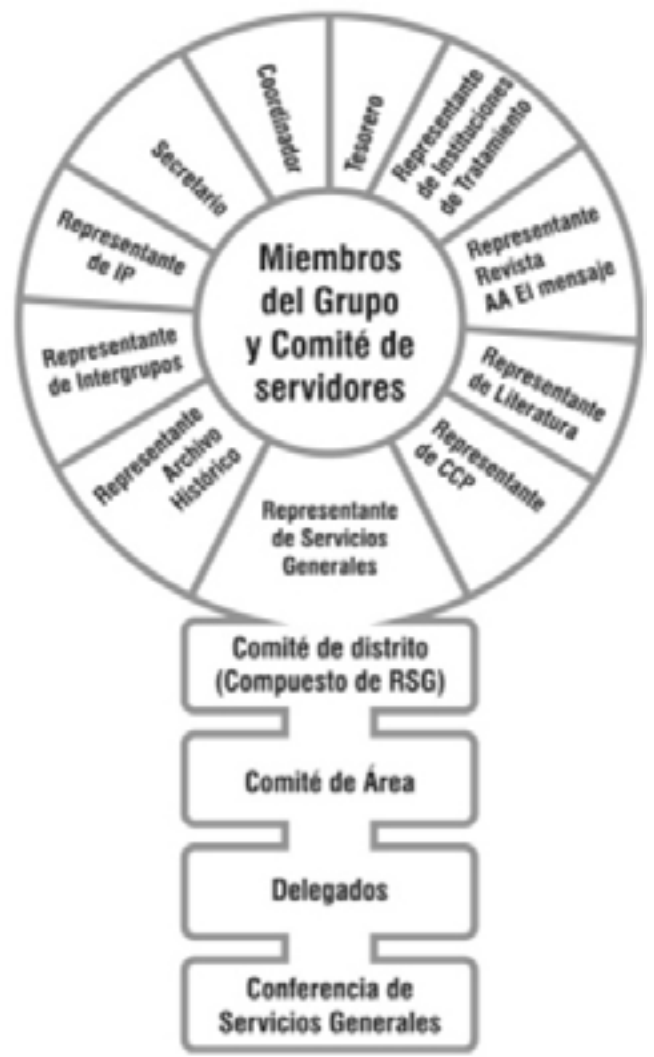 Coordinador
Tesorero
Representante
de Instituciones
de Tratamiento
Representante
Revista
AA El mensaje
Representante
de Literatura
Representante
de CCP
Representante
de Servicios
Generales
Representante
Archivo
Histórico
Representante
de Intergrupos
Representante
de IP
Secretario
Miembros
del Grupo
y Comité de
servidores
Comité de distrito
(Compuesto de RSG)
Comité de Área
Delegados
Conferencia de
Servicios Generales